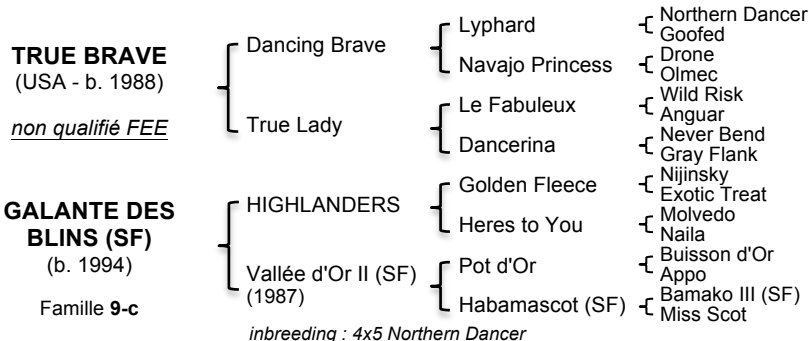 TRUE BRAVE
(USA - b. 1988)
non qualifié FEE
Dancing Brave
True Lady
Lyphard
Navajo Princess
Le Fabuleux
Dancerina
Northern Dancer
Goofed
Drone
Olmec
Wild Risk
Anguar
Never Bend
Gray Flank
GALANTE DES
BLINS (SF)
(b. 1994)
Famille 9-c
HIGHLANDERS
Vallée d'Or II (SF)
(1987)
Golden Fleece
Heres to You
Pot d'Or
Habamascot (SF)
Nijinsky
Exotic Treat
Molvedo
Naila
Buisson d'Or
Appo
Bamako III (SF)
Miss Scot
inbreeding : 4x5 Northern Dancer